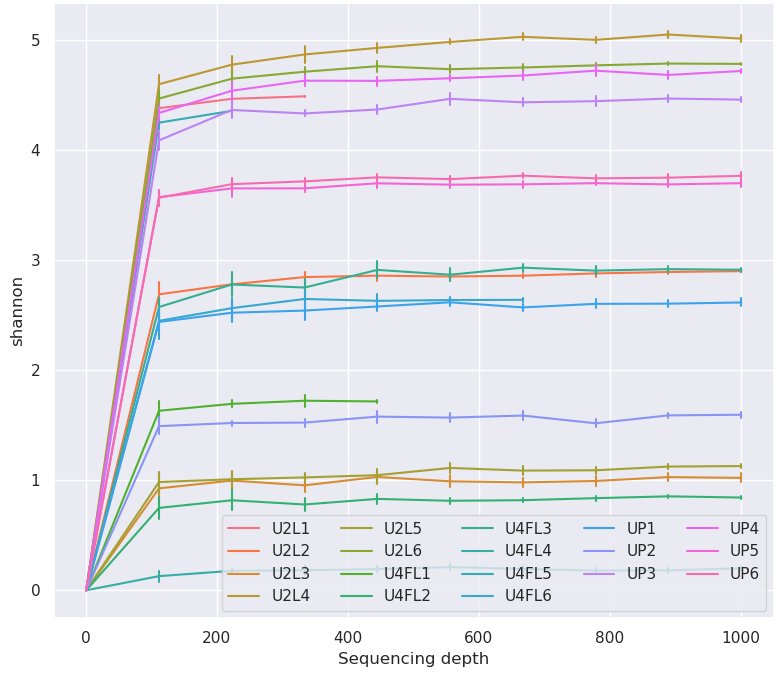 5
4
3
2
1
0
shannon
U2L1 U2L5 U4FL3 UP1 UP4
U2L2 U2L6 U4FL4 UP2 UP5
U2L3 U4FL1 U4FL5 UP3 UP6
U2L4 U4FL2 U4FL6
0 200 400 600 800 1000
Sequencing depth